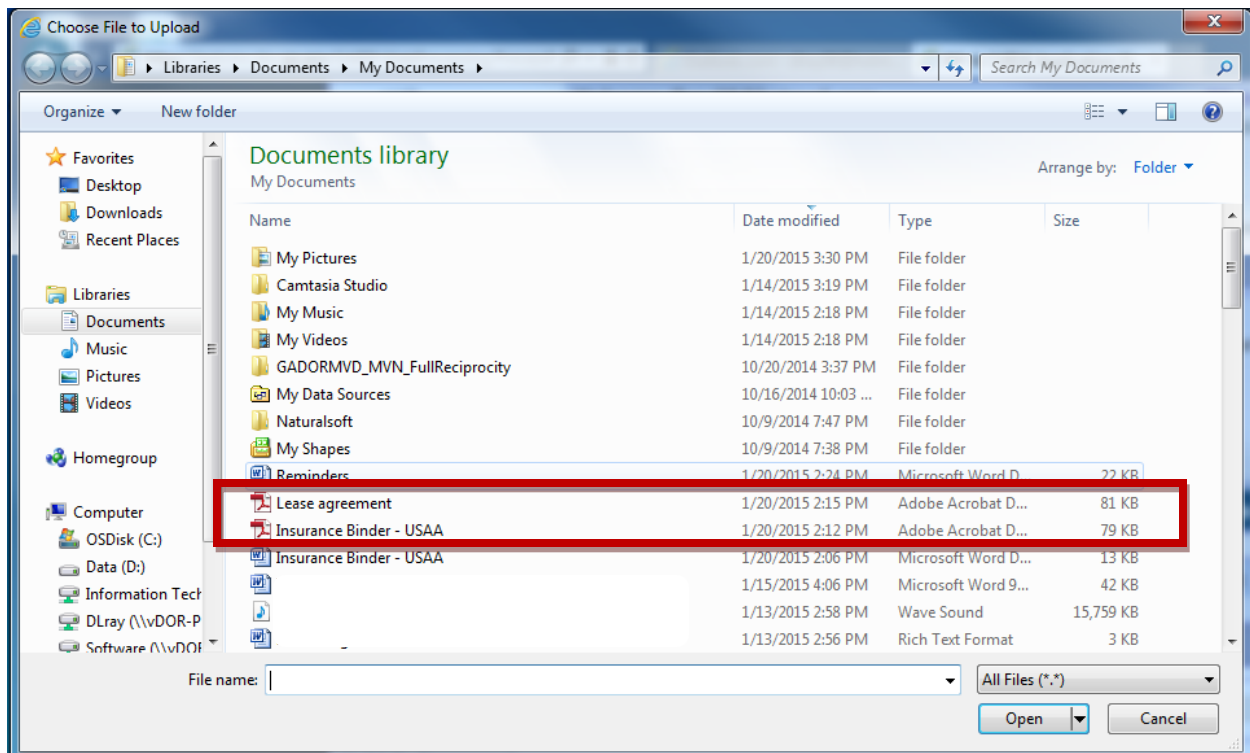 Choose File to Upload
Libraries Documents My Documents Search My Documents
Organize New folder
Favorites
Desktop
Downloads
Recent Places
Libraries
Documents
Music
Pictures
Videos
Homegroup
Computer
OSDisk (C:)
Data (D:)
Information Tech
DLray (\\vDOR-P
Software (\\vDOF
Documents library
My Documents
Arrange by: Folder
Name Date modified Type Size
My Pictures 1/20/2015 3:30 PM File folder
Camtasia Studio 1/14/2015 3:19 PM File folder
My Music 1/14/2015 2:18 PM File folder
My Videos 1/14/2015 2:18 PM File folder
GADORMVD_MVN_FullReciprocity 10/20/2014 3:37 PM File folder
My Data Sources 10/16/2014 10:03 ... File folder
Naturalsoft 10/9/2014 7:47 PM File folder
My Shapes 10/9/2014 7:38 PM File folder
Reminders 1/20/2015 2:24 PM Microsoft Word D... 22 KB
Lease agreement 1/20/2015 2:15 PM Adobe Acrobat D... 81 KB
Insurance Binder - USAA 1/20/2015 2:12 PM Adobe Acrobat D... 79 KB
Insurance Binder - USAA 1/20/2015 2:06 PM Microsoft Word D... 13 KB
1/15/2015 4:06 PM Microsoft Word 9... 42 KB
1/13/2015 2:58 PM Wave Sound 15,759 KB
1/13/2015 2:56 PM Rich Text Format 3 KB
File name: All Files (*.*)
Open Cancel